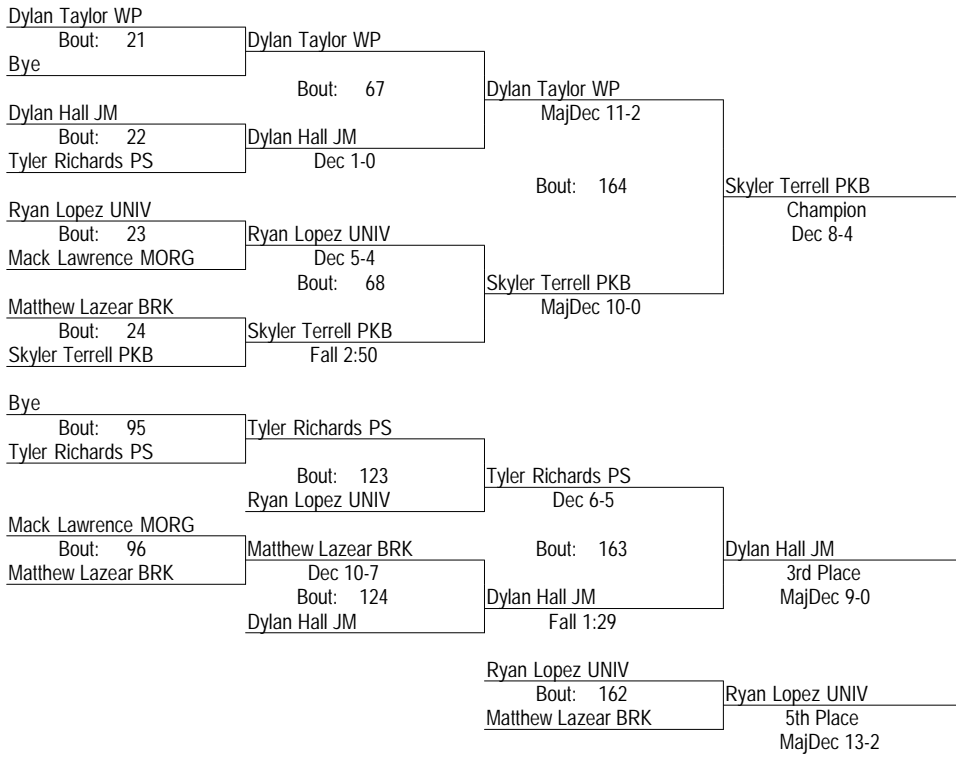 Dylan Taylor WP
Bout: 21
Bye
Dylan Taylor WP
Bout: 67
Dylan Hall JM
Bout: 22
Tyler Richards PS
Dylan Hall JM
Dec 1-0
Dylan Taylor WP
MajDec 11-2
Bout: 164
Ryan Lopez UNIV
Bout: 23
Mack Lawrence MORG
Ryan Lopez UNIV
Dec 5-4
Bout: 68
Matthew Lazear BRK
Bout: 24
Skyler Terrell PKB
Skyler Terrell PKB
Fall 2:50
Skyler Terrell PKB
MajDec 10-0
Skyler Terrell PKB
Champion
Dec 8-4
Bye
Bout: 95
Tyler Richards PS
Tyler Richards PS
Bout: 123
Ryan Lopez UNIV
Tyler Richards PS
Dec 6-5
Bout: 163
Mack Lawrence MORG
Bout: 96
Matthew Lazear BRK
Matthew Lazear BRK
Dec 10-7
Bout: 124
Dylan Hall JM
Dylan Hall JM
Fall 1:29
Dylan Hall JM
3rd Place
MajDec 9-0
Ryan Lopez UNIV
Bout: 162
Matthew Lazear BRK
Ryan Lopez UNIV
5th Place
MajDec 13-2